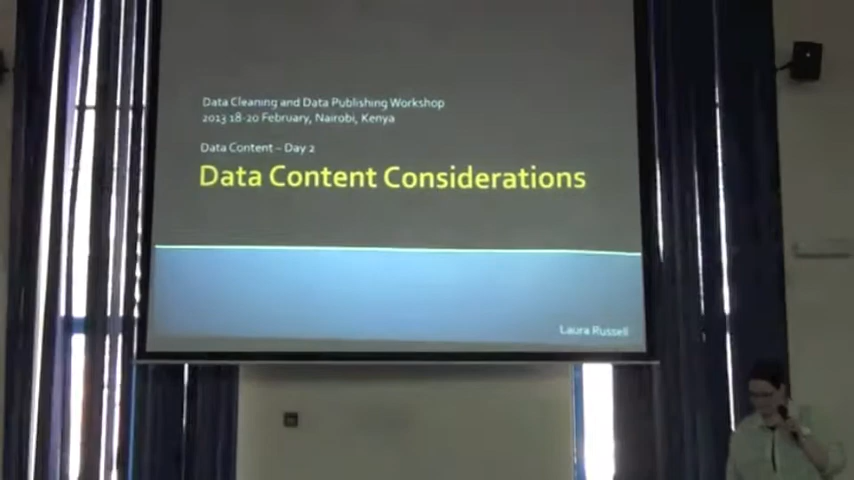 Data Cleaning and Data Publishing Workshop
2013 18-20 February, Nairobi, Kenya
Data Content – Day 2
Data Content Considerations
Laura Russell